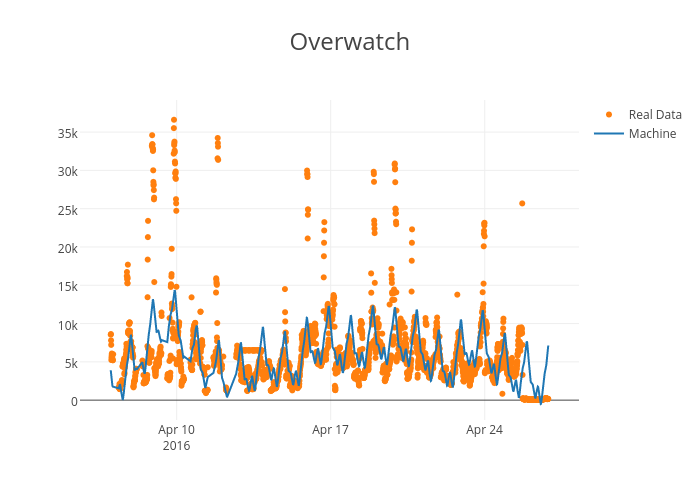 Overwatch
35k
30k
25k
20k
15k
10k
5k
0
Apr 10
2016
Apr 17
Apr 24
Real Data
Machine